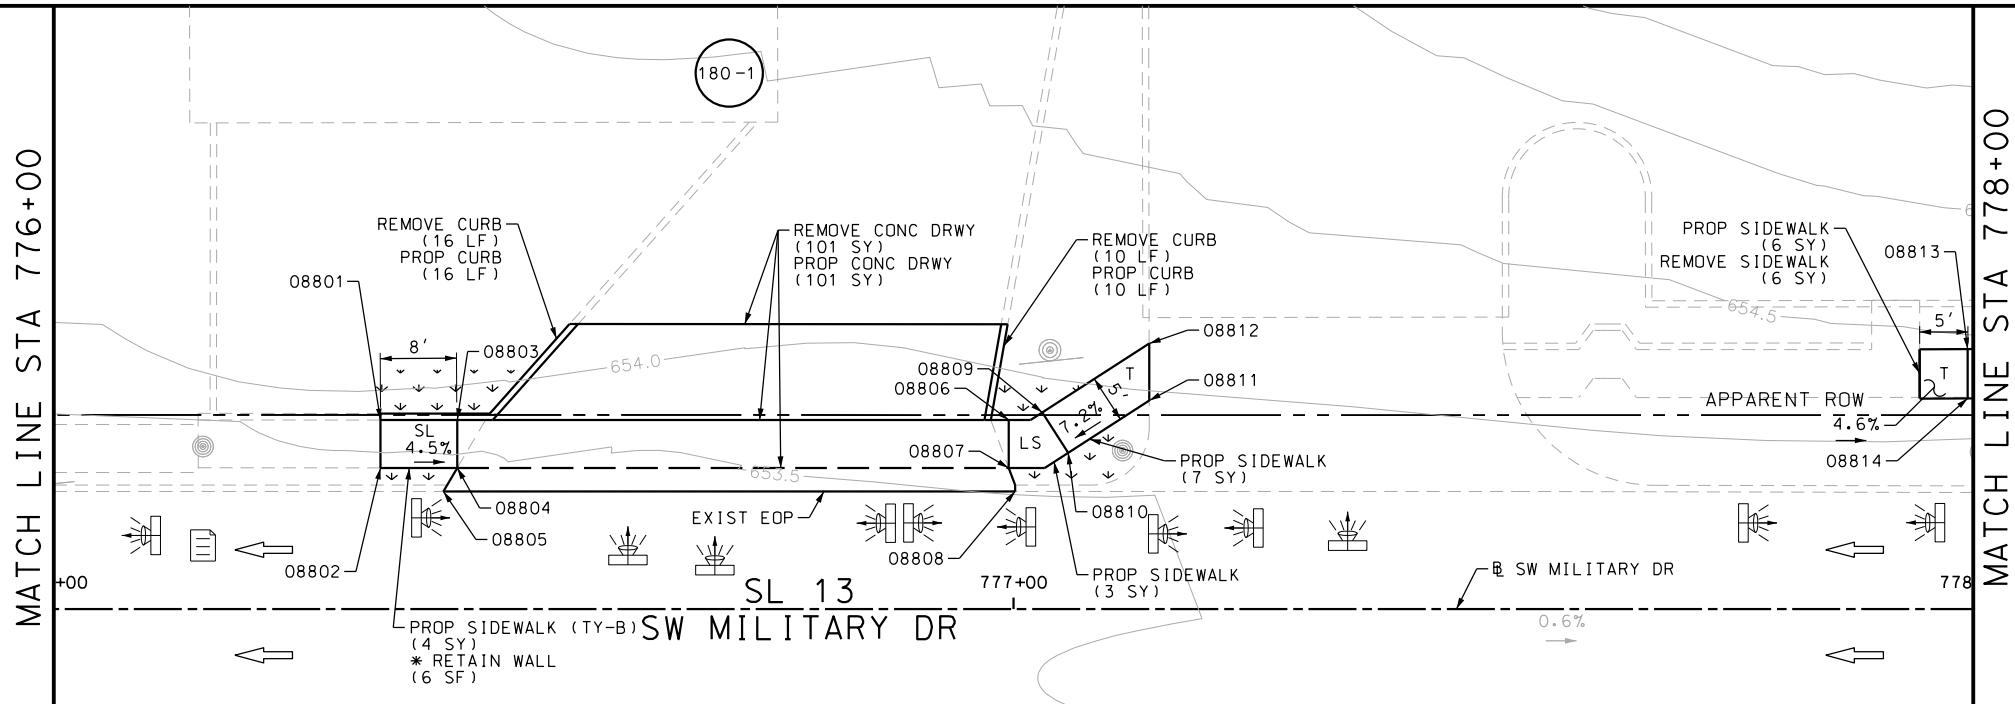 MATCH LINE STA 776+00
180-1
REMOVE CURB
(16 LF)
PROP CURB
(16 LF)
08801
8'
08803
REMOVE CONC DRWY
(101 SY)
PROP CONC DRWY
(101 SY)
REMOVE CURB
(10 LF)
PROP CURB
(10 LF)
654.0
08809
08806
08812
08811
T
5'
7.2%
LS
SL
4.5%
08807
653.5
PROP SIDEWALK
(7 SY)
08804
08805
EXIST EOP
08808
08810
08802
PROP SIDEWALK
(3 SY)
+00
SL 13
777+00
SW MILITARY DR
PROP SIDEWALK (TY-B)
(4 SY)
* RETAIN WALL
(6 SF)
BL SW MILITARY DR
0.6%
PROP SIDEWALK
(6 SY)
REMOVE SIDEWALK
(6 SY)
08813
654.5
5'
T
APPARENT ROW
4.6%
08814
778
MATCH LINE STA 778+00